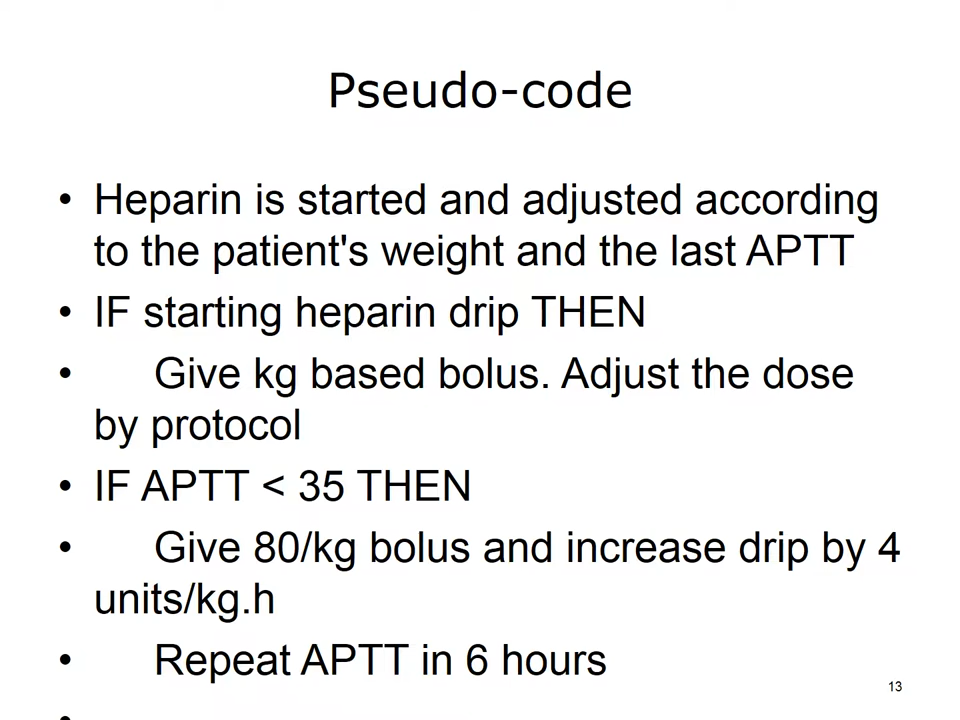 Pseudo-code
• Heparin is started and adjusted according
to the patient's weight and the last APTT
• IF starting heparin drip THEN
• Give kg based bolus. Adjust the dose
by protocol
• IF APTT < 35 THEN
• Give 80/kg bolus and increase drip by 4
units/kg.h
• Repeat APTT in 6 hours
•
13